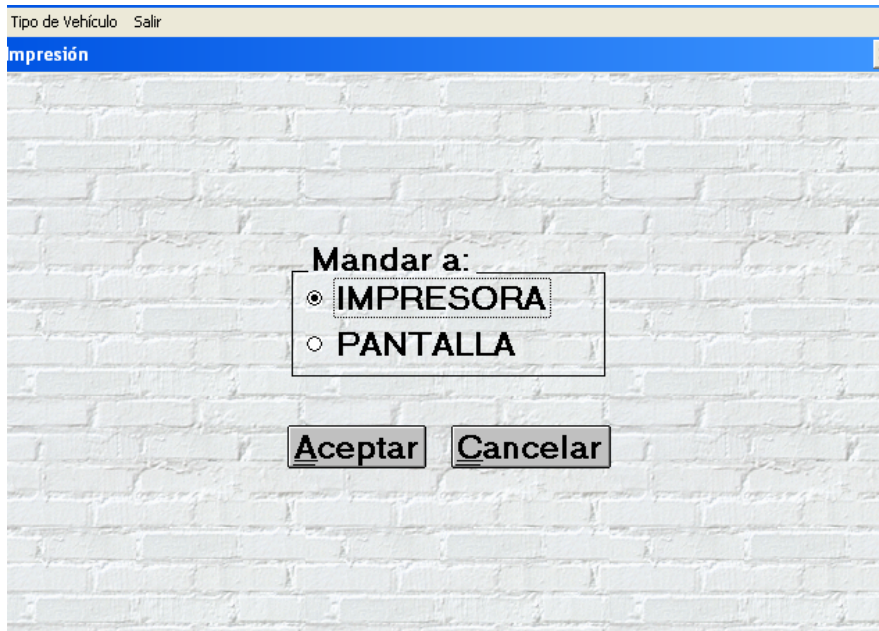 Tipo de Vehículo Salir
Impresión
Mandar a:
IMPRESORA
PANTALLA
Aceptar Cancelar